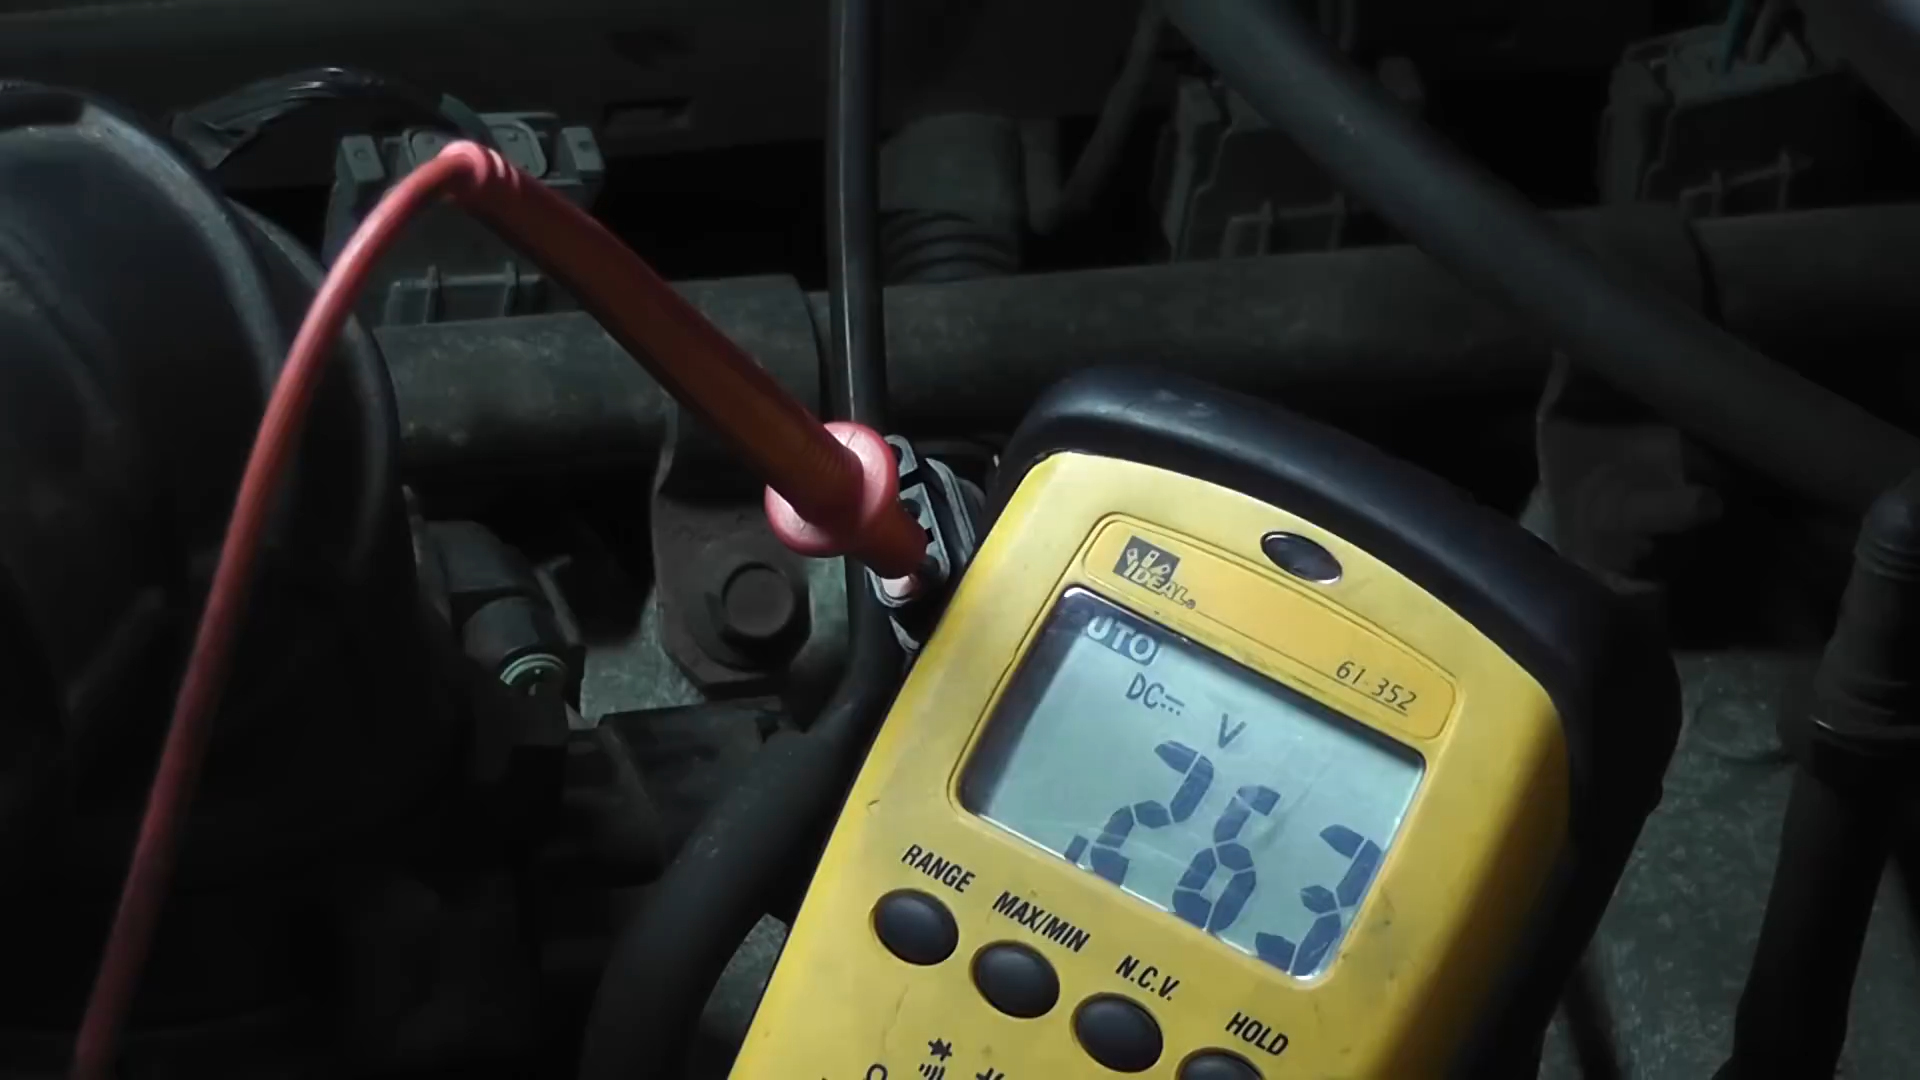 IDEAL®
61-352
UTO
DC V
.263
RANGE
MAX/MIN
N.C.V.
HOLD